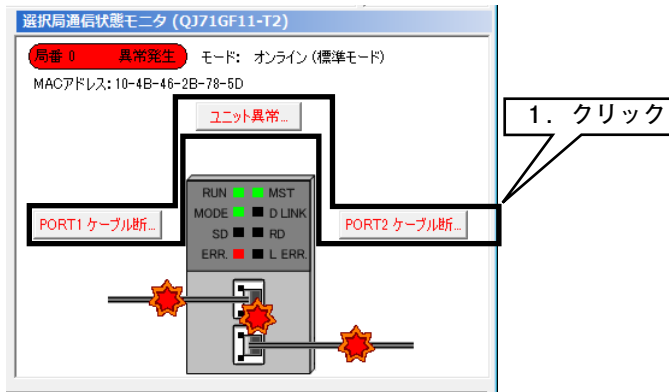 選択局通信状態モニタ (QJ71GF11-T2)
局番 0 異常発生 モード: オンライン (標準モード)
MACアドレス: 10-4B-46-2B-78-5D
ユニット異常...
1. クリック
PORT1 ケーブル断...
PORT2 ケーブル断...
RUN MST
MODE D LINK
SD RD
ERR. L ERR.